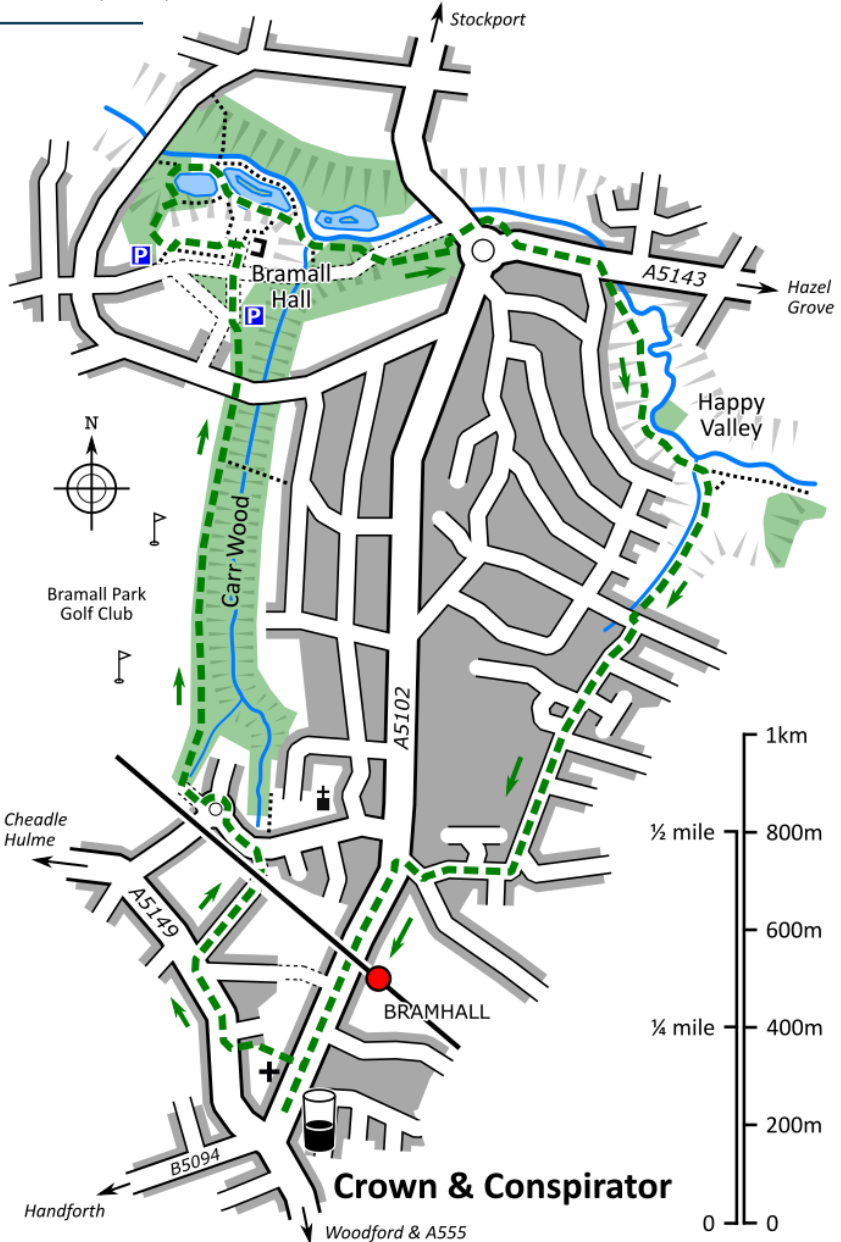 Stockport
P
Bramall
Hall
A5143
Hazel
Grove
P
Happy
Valley
N
Carr Wood
Bramall Park
Golf Club
A5102
1km
Cheadle
Hulme
½ mile
800m
A5149
600m
BRAMHALL
¼ mile
400m
200m
B5094
Crown & Conspirator
Handforth
0
0
Woodford & A555